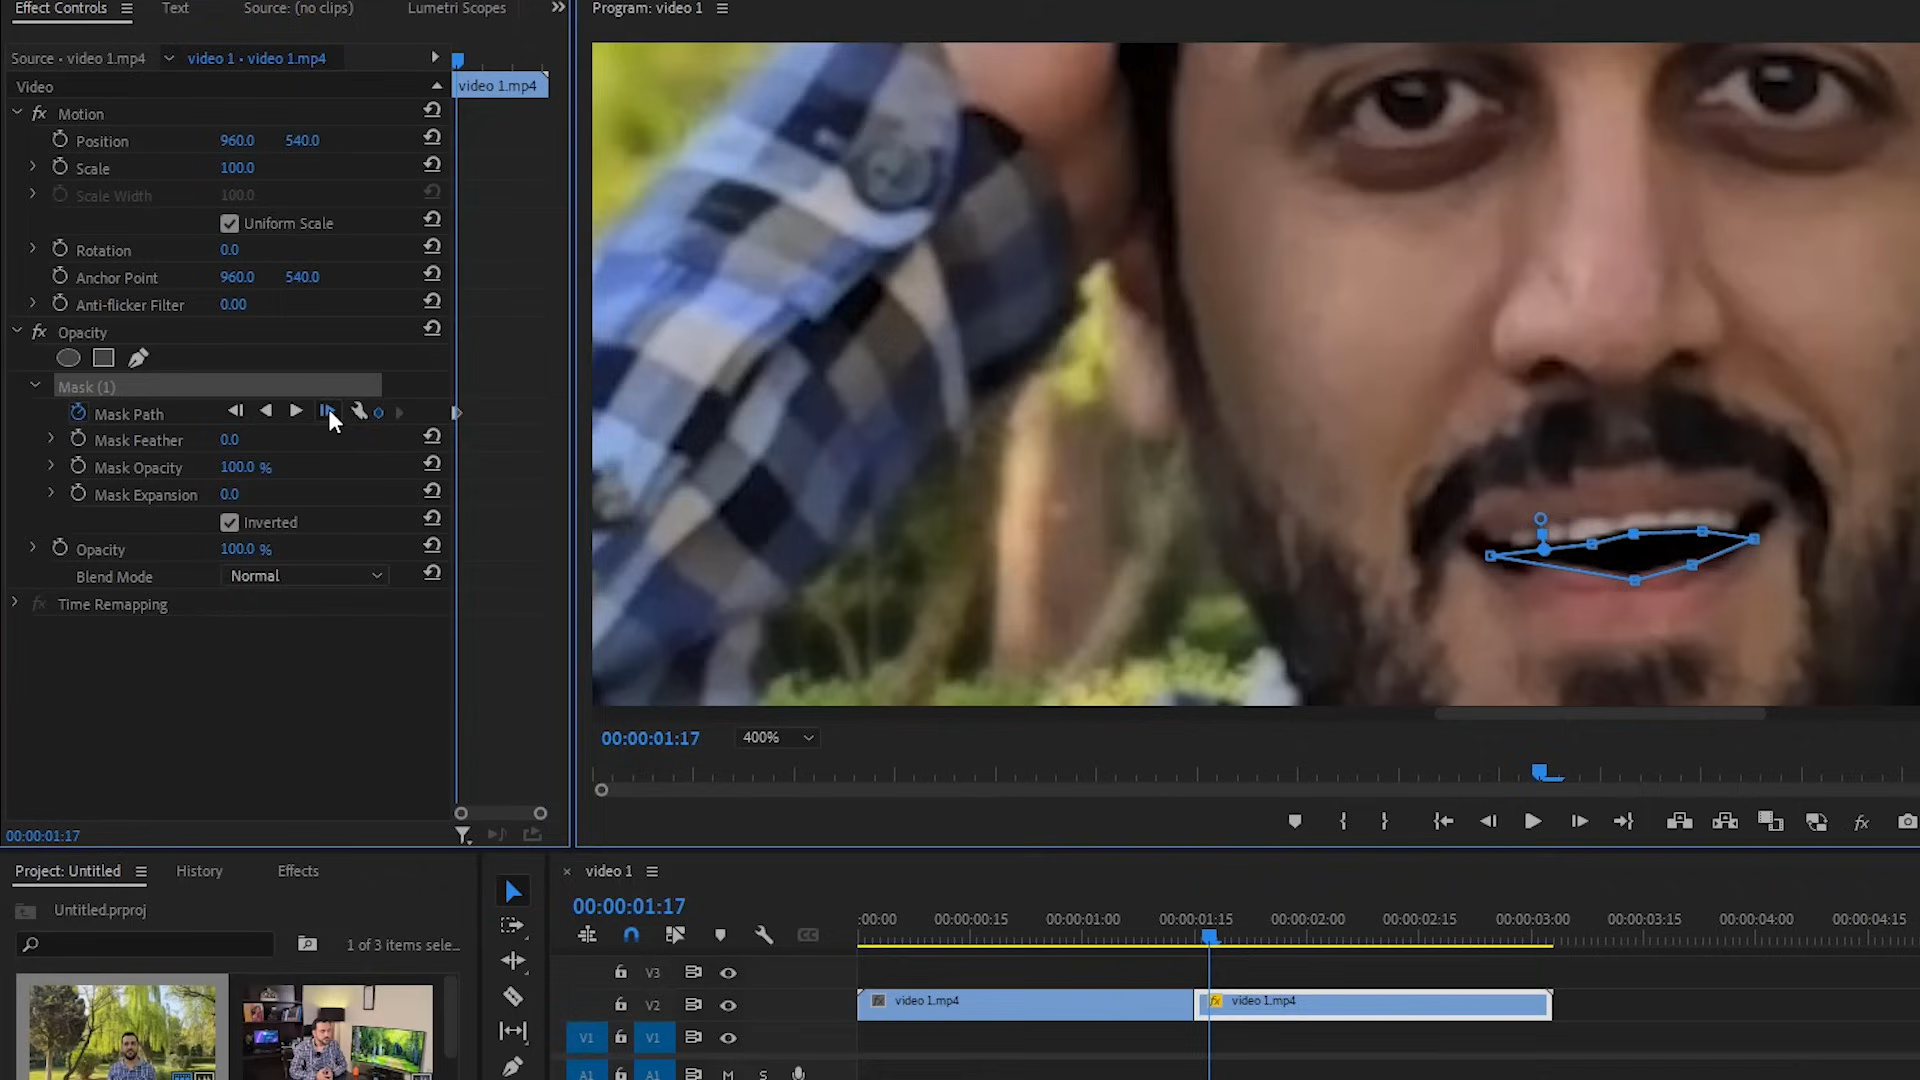 Effect Controls Text Source: (no clips) Lumetri Scopes Program: video 1
Source · video 1.mp4 video 1 · video 1.mp4
Video video 1.mp4
fx Motion
Position 960.0 540.0
Scale 100.0
Scale Width 100.0
Uniform Scale
Rotation 0.0
Anchor Point 960.0 540.0
Anti-flicker Filter 0.00
fx Opacity
Mask (1)
Mask Path
Mask Feather 0.0
Mask Opacity 100.0 %
Mask Expansion 0.0
Inverted
Opacity 100.0 %
Blend Mode Normal
fx Time Remapping
00:00:01:17 400%
fx
00:00:01:17
Project: Untitled History Effects
Untitled.prproj
1 of 3 items sele...
video 1
00:00:01:17
:00:00 00:00:00:15 00:00:01:00 00:00:01:15 00:00:02:00 00:00:02:15 00:00:03:00 00:00:03:15 00:00:04:00 00:00:04:15
CC
V3
V2 fx video 1.mp4 fx video 1.mp4
V1 V1
A1 A1 M S